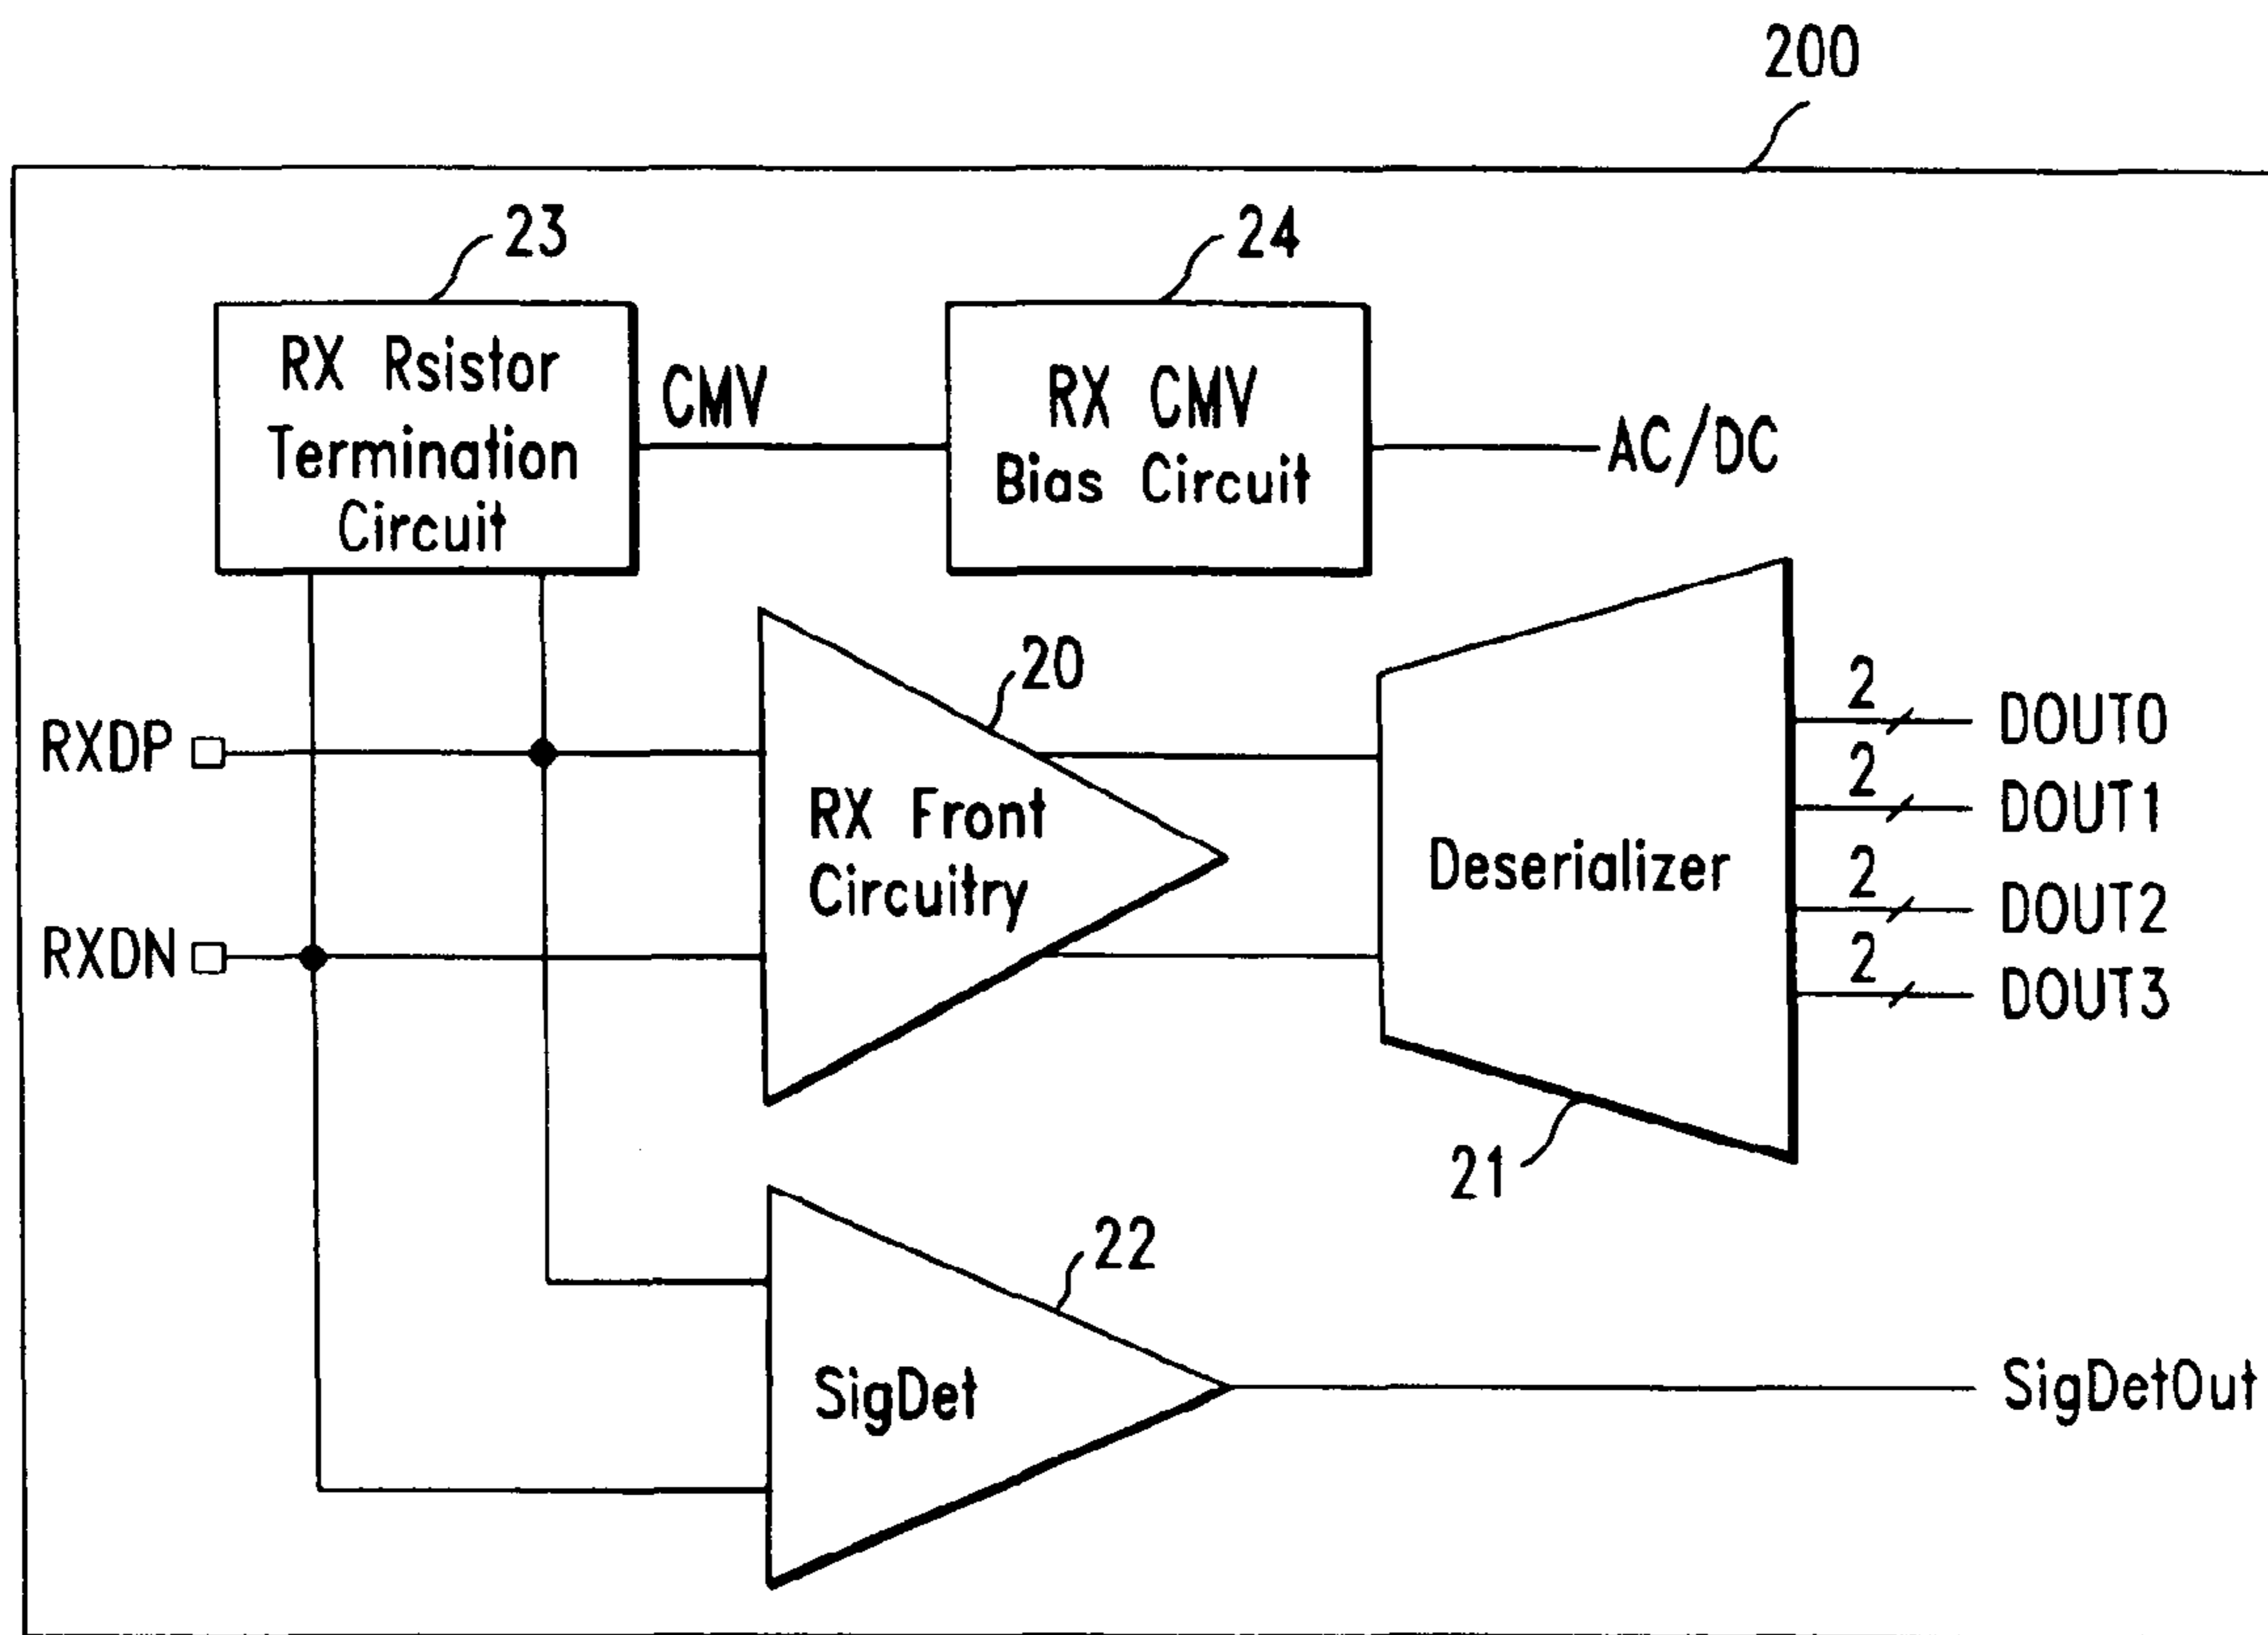 200
23
24
RX Rsistor
Termination
Circuit
CMV
RX CMV
Bias Circuit
AC/DC
20
RXDP
RX Front
Circuitry
RXDN
Deserializer
21
2
DOUT0
2
DOUT1
2
DOUT2
2
DOUT3
22
SigDet
SigDetOut